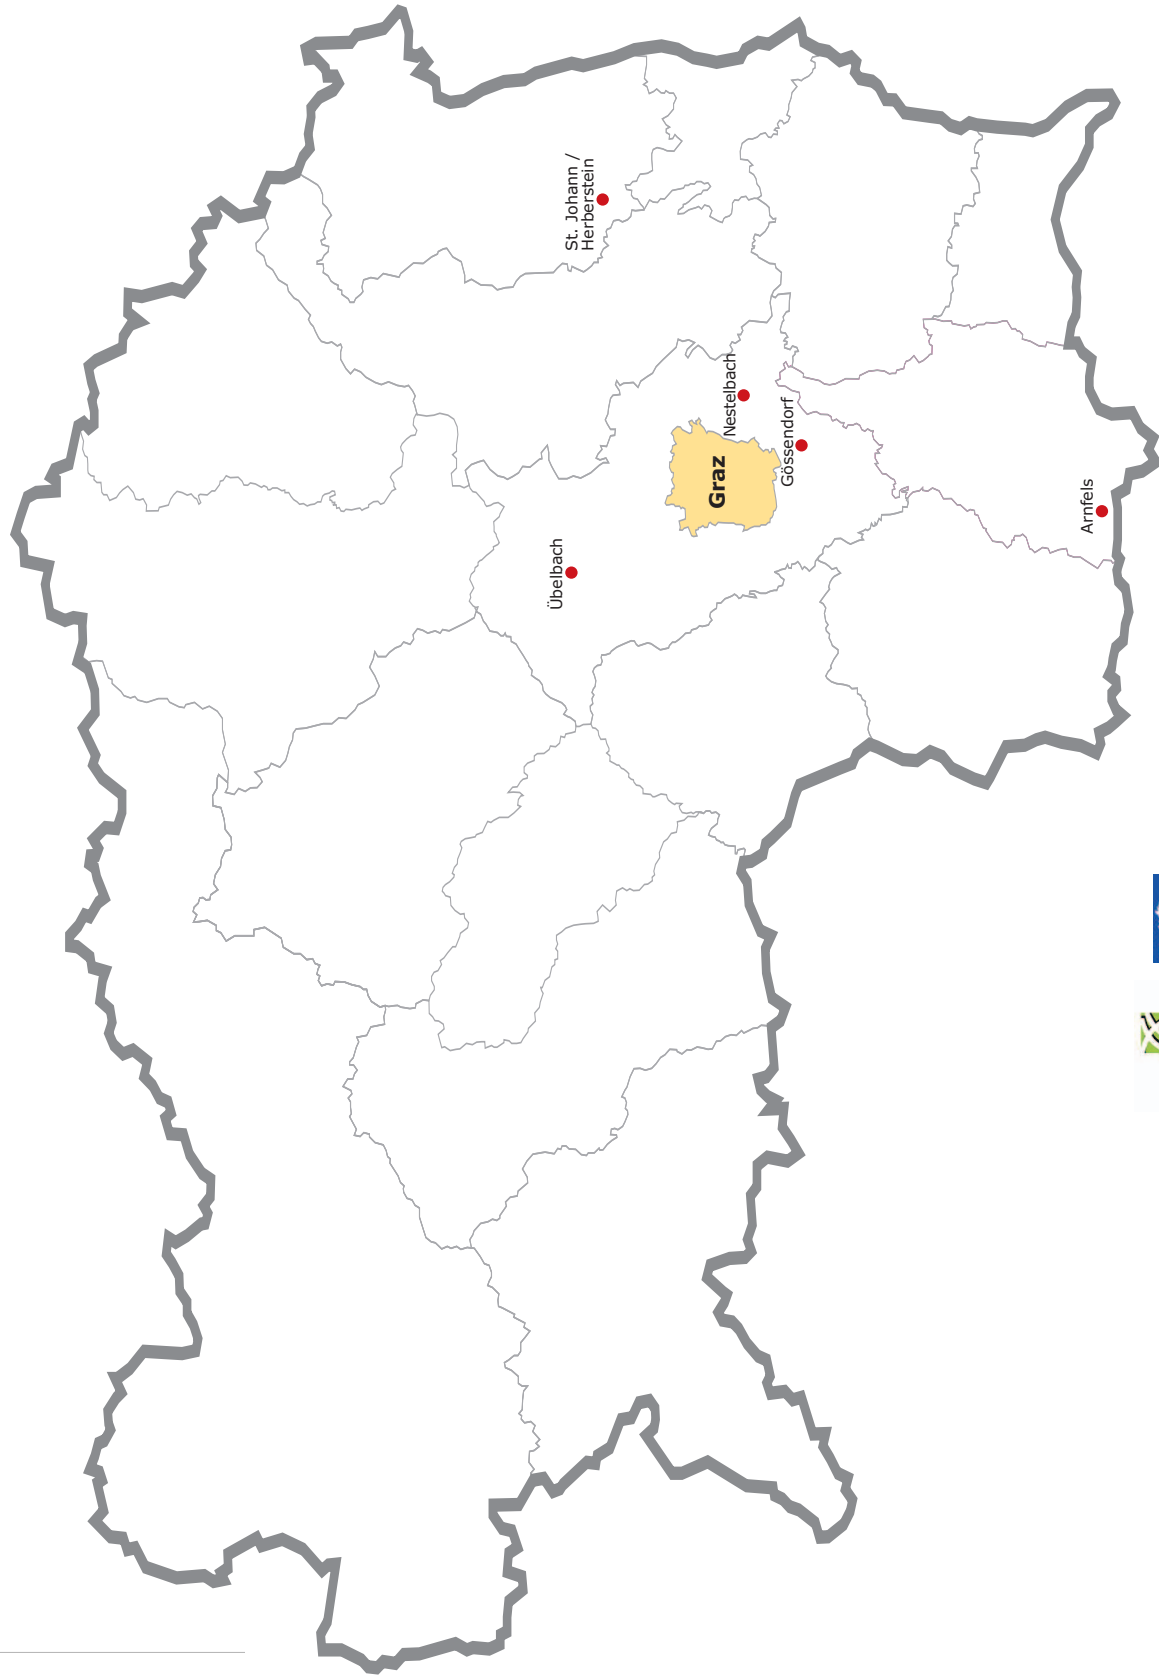 St. Johann /
Herberstein
Nestelbach
Graz
Gössendorf
Übelbach
Arnfels